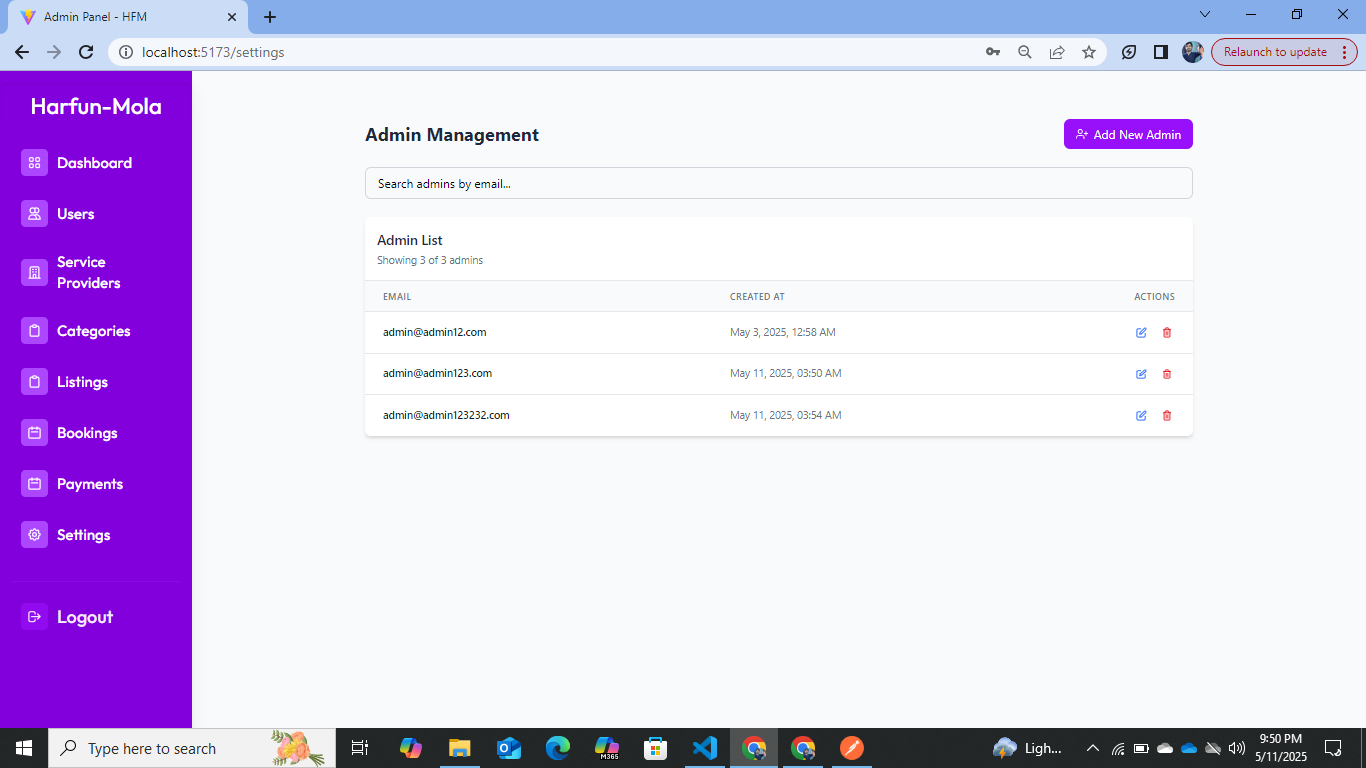 Admin Panel - HFM
localhost:5173/settings
Relaunch to update
Harfun-Mola
Dashboard
Users
Service
Providers
Categories
Listings
Bookings
Payments
Settings
Logout
Admin Management
Add New Admin
Search admins by email...
Admin List
Showing 3 of 3 admins
EMAIL CREATED AT ACTIONS
admin@admin12.com May 3, 2025, 12:58 AM
admin@admin123.com May 11, 2025, 03:50 AM
admin@admin123232.com May 11, 2025, 03:54 AM
Type here to search
M365
Ligh...
9:50 PM
5/11/2025